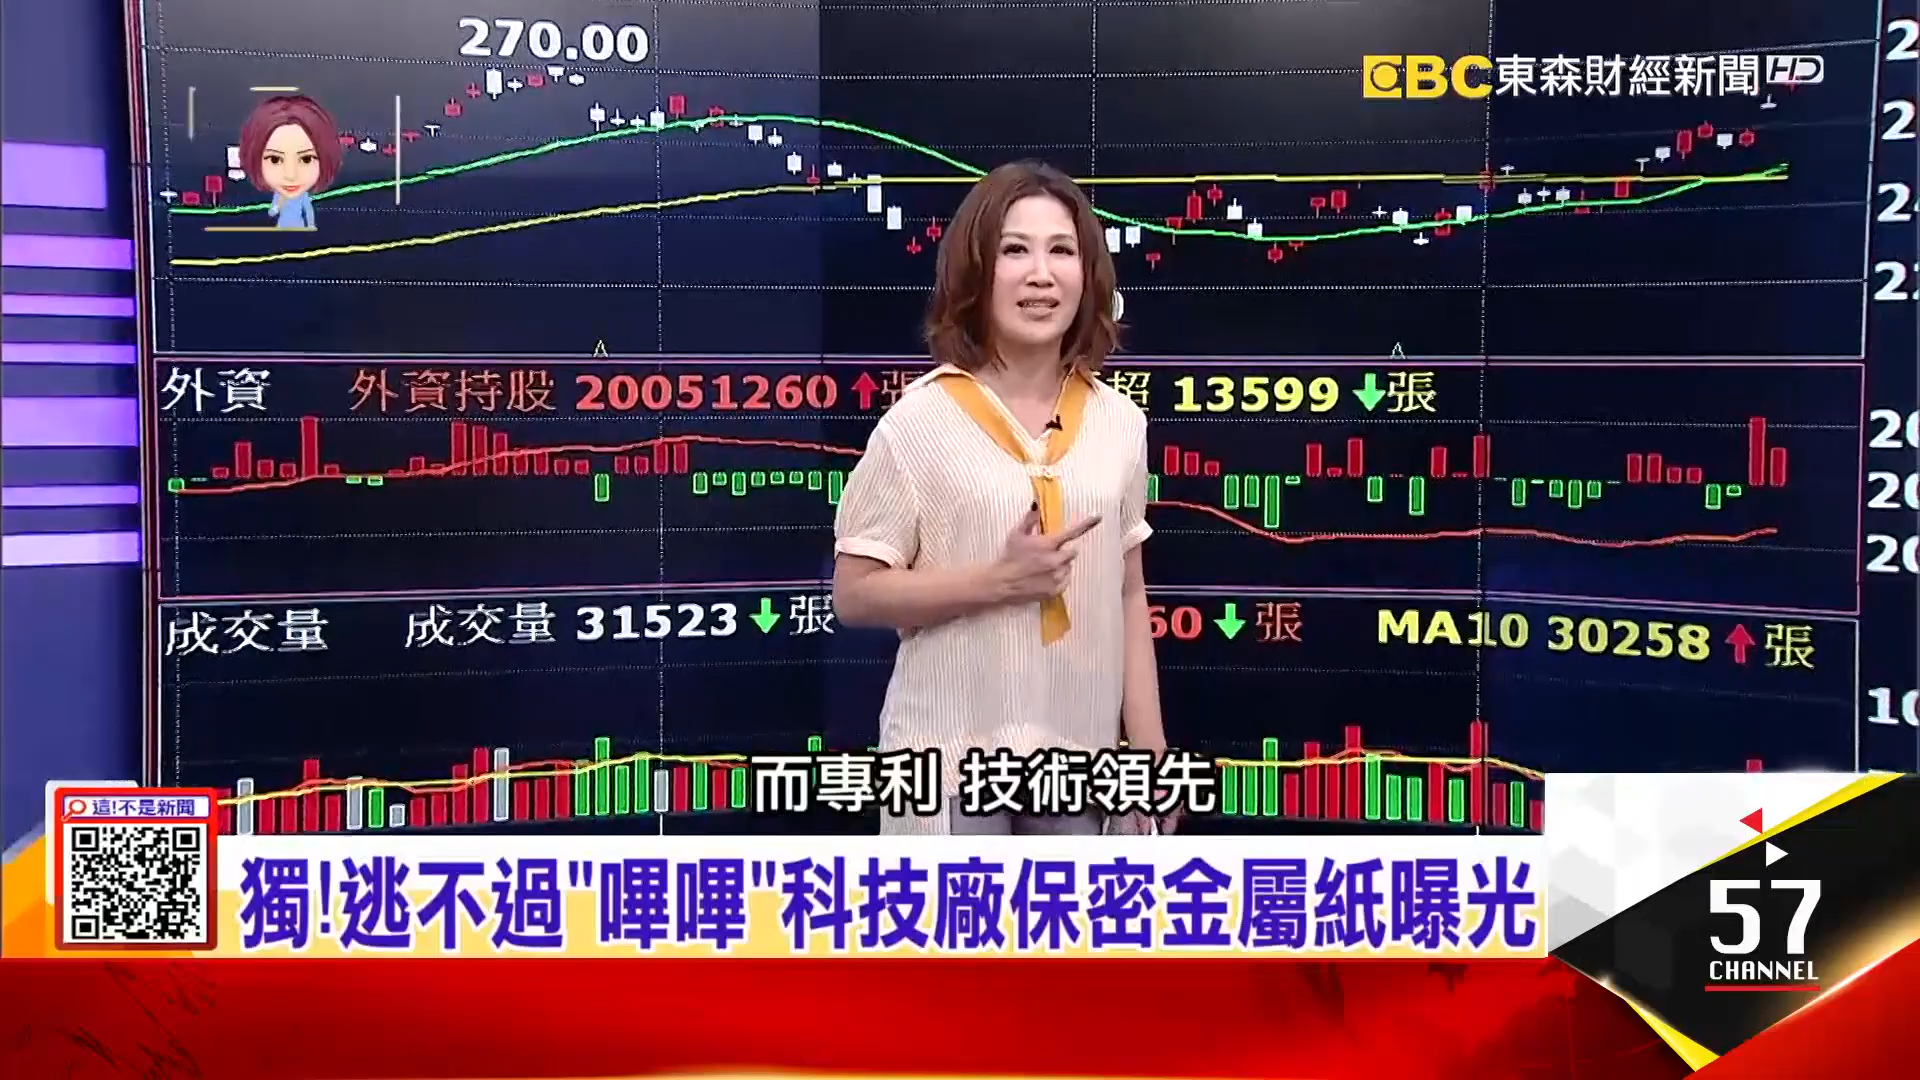 270.00
EBC東森財經新聞HD
外資 外資持股 20051260↑張 13599↓張
成交量 成交量 31523↓張 60↓張 MA10 30258↑張
而專利 技術領先
這!不是新聞
獨!逃不過"嗶嗶"科技廠保密金屬紙曝光
57
CHANNEL